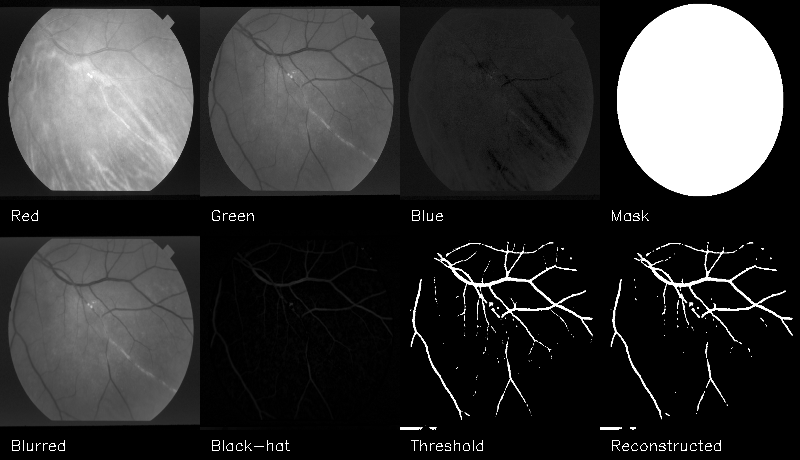 Red
Green
Blue
Mask
Blurred
Black-hat
Threshold
Reconstructed